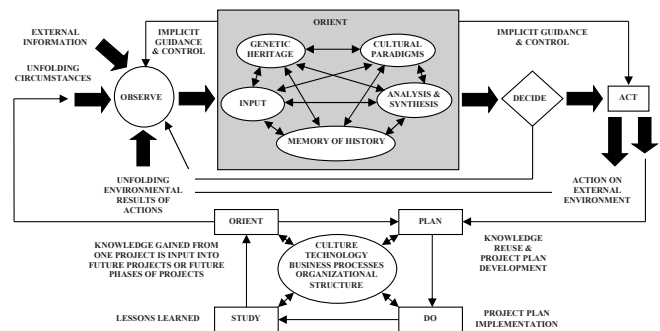 ORIENT
EXTERNAL
INFORMATION
IMPLICIT
GUIDANCE
& CONTROL
IMPLICIT GUIDANCE
& CONTROL
UNFOLDING
CIRCUMSTANCES
OBSERVE
GENETIC
HERITAGE
CULTURAL
PARADIGMS
INPUT
ANALYSIS
& SYNTHESIS
MEMORY OF HISTORY
DECIDE
ACT
UNFOLDING
ENVIRONMENTAL
RESULTS OF
ACTIONS
ACTION ON
EXTERNAL
ENVIRONMENT
ORIENT
PLAN
KNOWLEDGE GAINED FROM
ONE PROJECT IS INPUT INTO
FUTURE PROJECTS OR FUTURE
PHASES OF PROJECTS
CULTURE
TECHNOLOGY
BUSINESS PROCESSES
ORGANIZATIONAL
STRUCTURE
KNOWLEDGE
REUSE &
PROJECT PLAN
DEVELOPMENT
LESSONS LEARNED
STUDY
DO
PROJECT PLAN
IMPLEMENTATION